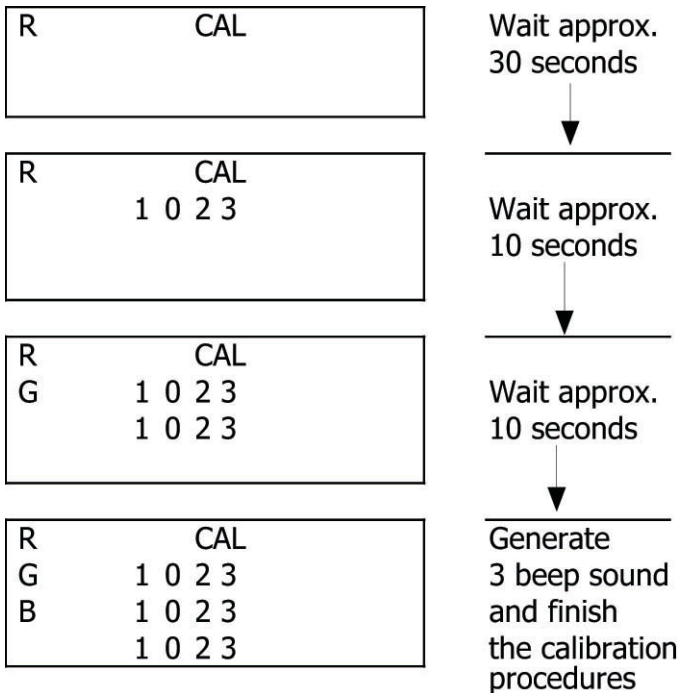 R CAL
Wait approx.
30 seconds
R CAL
1 0 2 3
Wait approx.
10 seconds
R CAL
G 1 0 2 3
1 0 2 3
Wait approx.
10 seconds
R CAL
G 1 0 2 3
B 1 0 2 3
1 0 2 3
Generate
3 beep sound
and finish
the calibration
procedures